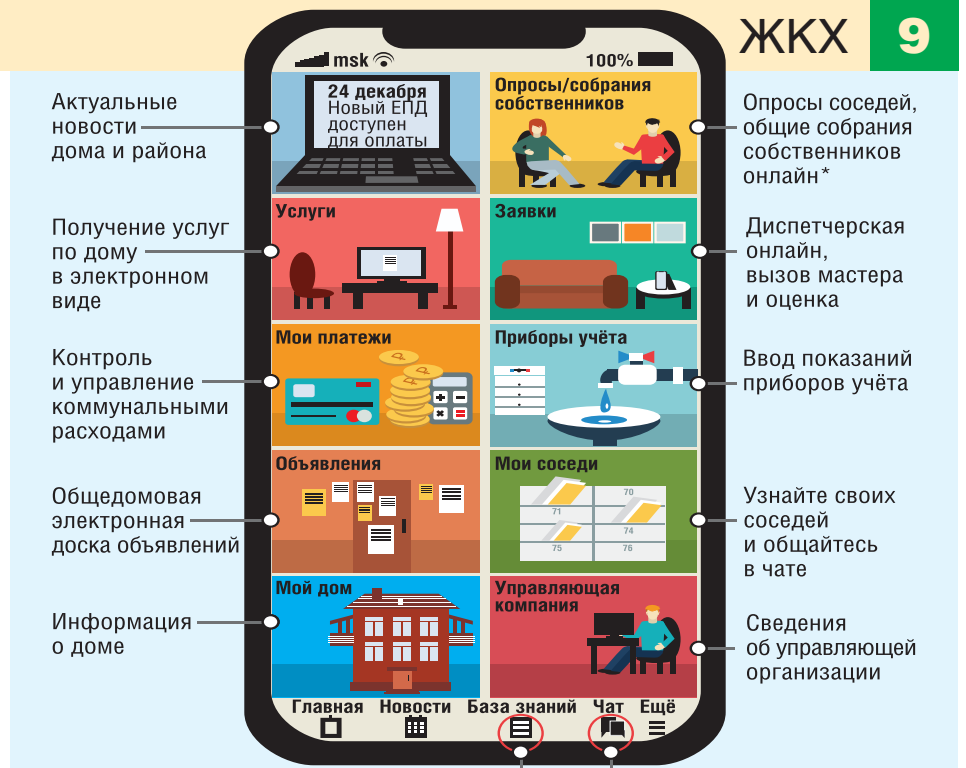 ЖКХ 9
msk 100%
Актуальные
новости
дома и района
24 декабря
Новый ЕПД
доступен
для оплаты
Опросы/собрания
собственников
Опросы соседей,
общие собрания
собственников
онлайн*
Получение услуг
по дому
в электронном
виде
Услуги
Заявки
Диспетчерская
онлайн,
вызов мастера
и оценка
Контроль
и управление
коммунальными
расходами
Мои платежи
Приборы учёта
Ввод показаний
приборов учёта
Общедомовая
электронная
доска объявлений
Объявления
Мои соседи
70
71
74
75 76
Узнайте своих
соседей
и общайтесь
в чате
Информация
о доме
Мой дом
Управляющая
компания
Сведения
об управляющей
организации
Главная Новости База знаний Чат Ещё